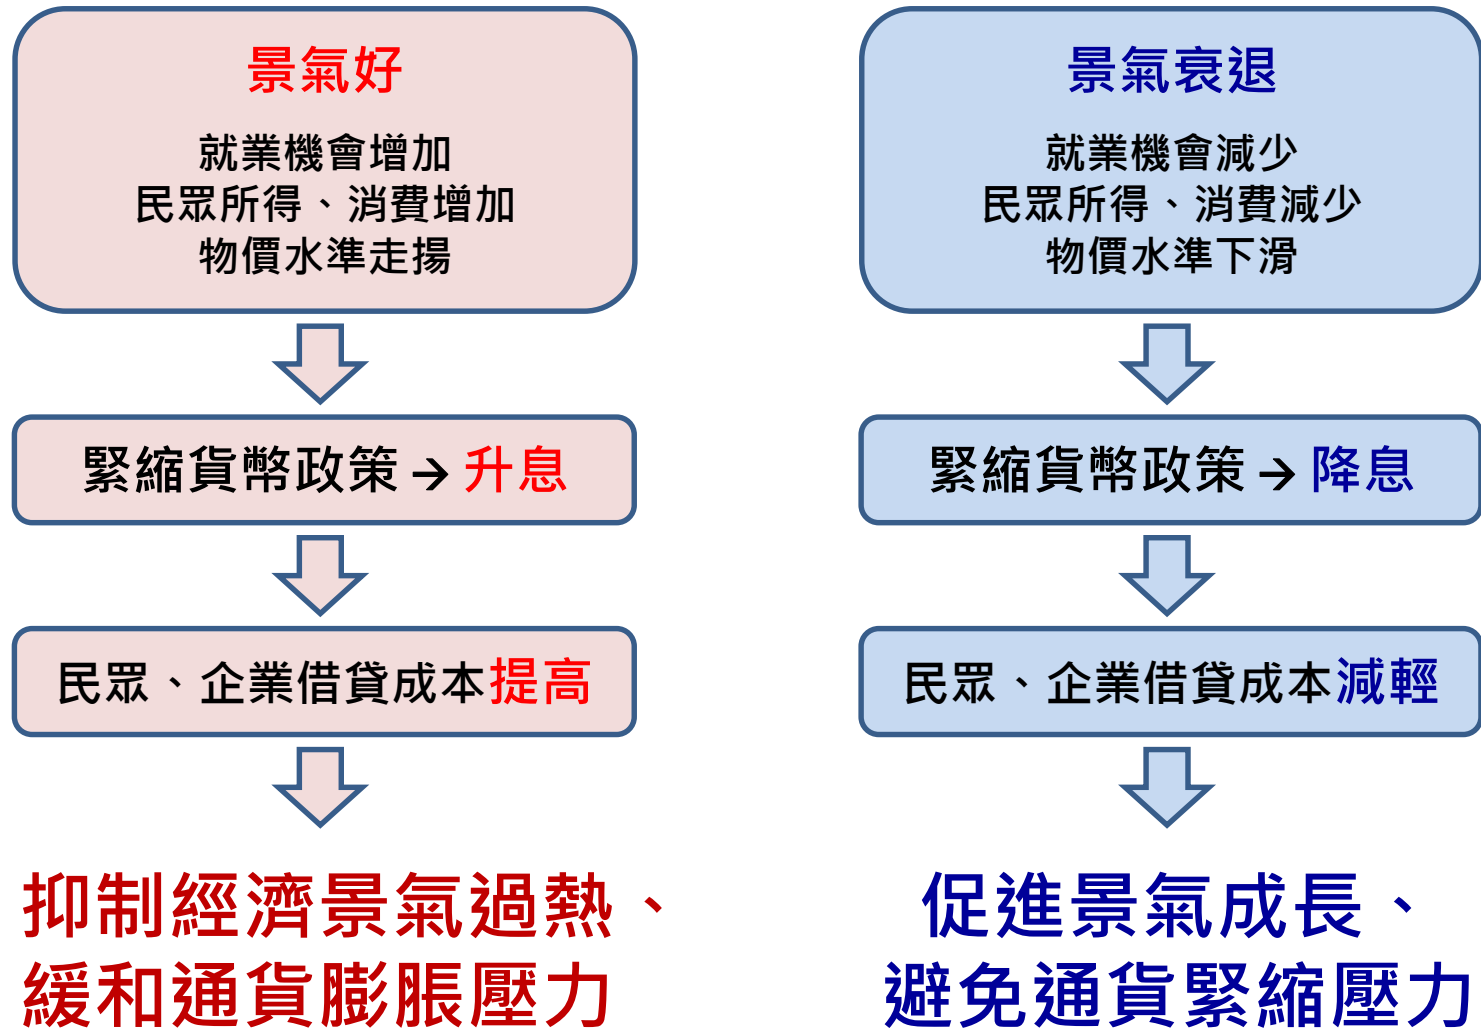 景氣好
就業機會增加
民眾所得、消費增加
物價水準走揚
緊縮貨幣政策→升息
民眾、企業借貸成本提高
抑制經濟景氣過熱、
緩和通貨膨脹壓力
景氣衰退
就業機會減少
民眾所得、消費減少
物價水準下滑
緊縮貨幣政策→降息
民眾、企業借貸成本減輕
促進景氣成長、
避免通貨緊縮壓力